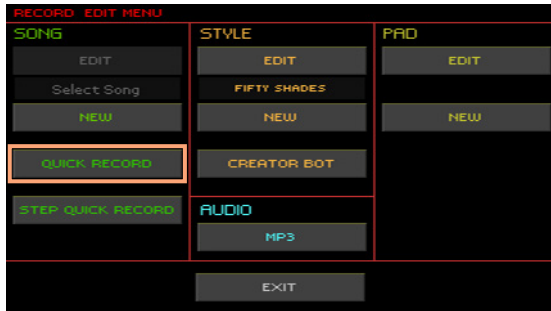 RECORD EDIT MENU
SONG
EDIT
Select Song
NEW
QUICK RECORD
STEP QUICK RECORD
STYLE
EDIT
FIFTY SHADES
NEW
CREATOR BOT
AUDIO
MP3
PAD
EDIT
NEW
EXIT